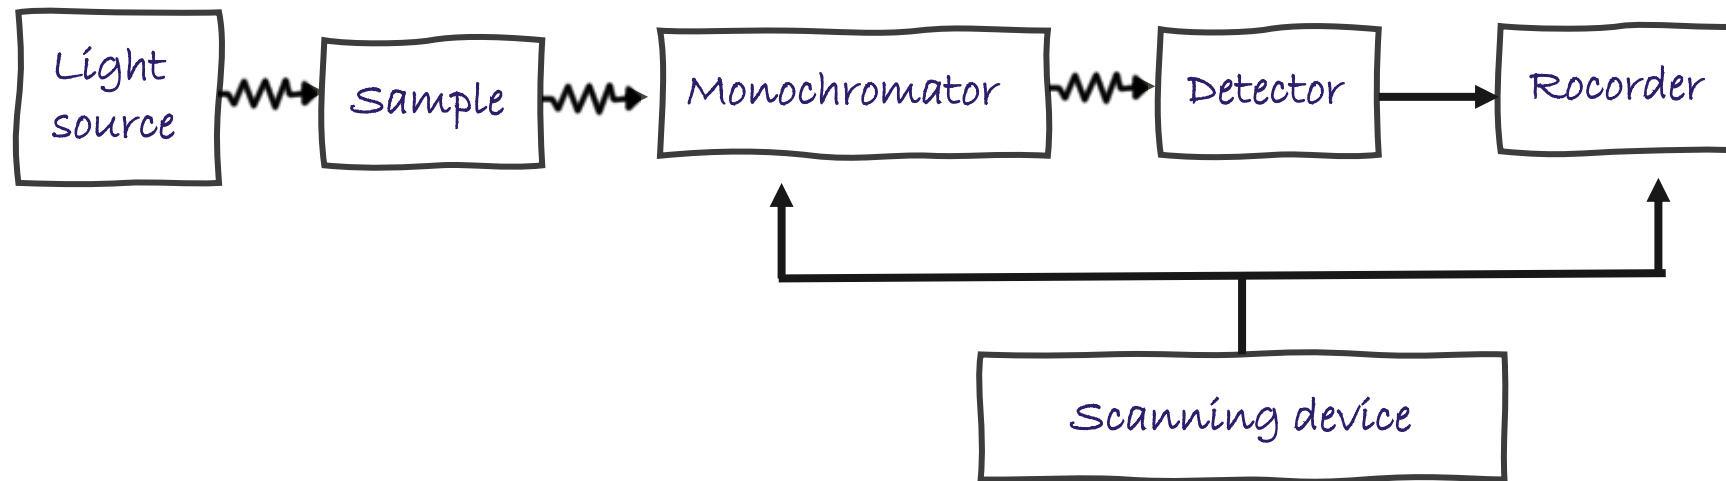 Light
source
Sample
Monochromator
Detector
Rocorder
Scanning device